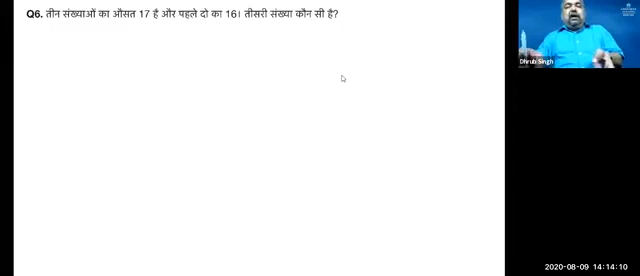 Q6. तीन संख्याओं का औसत 17 है और पहले दो का 16। तीसरी संख्या कौन सी है?
Dhrub Singh
2020-08-09 14:14:10